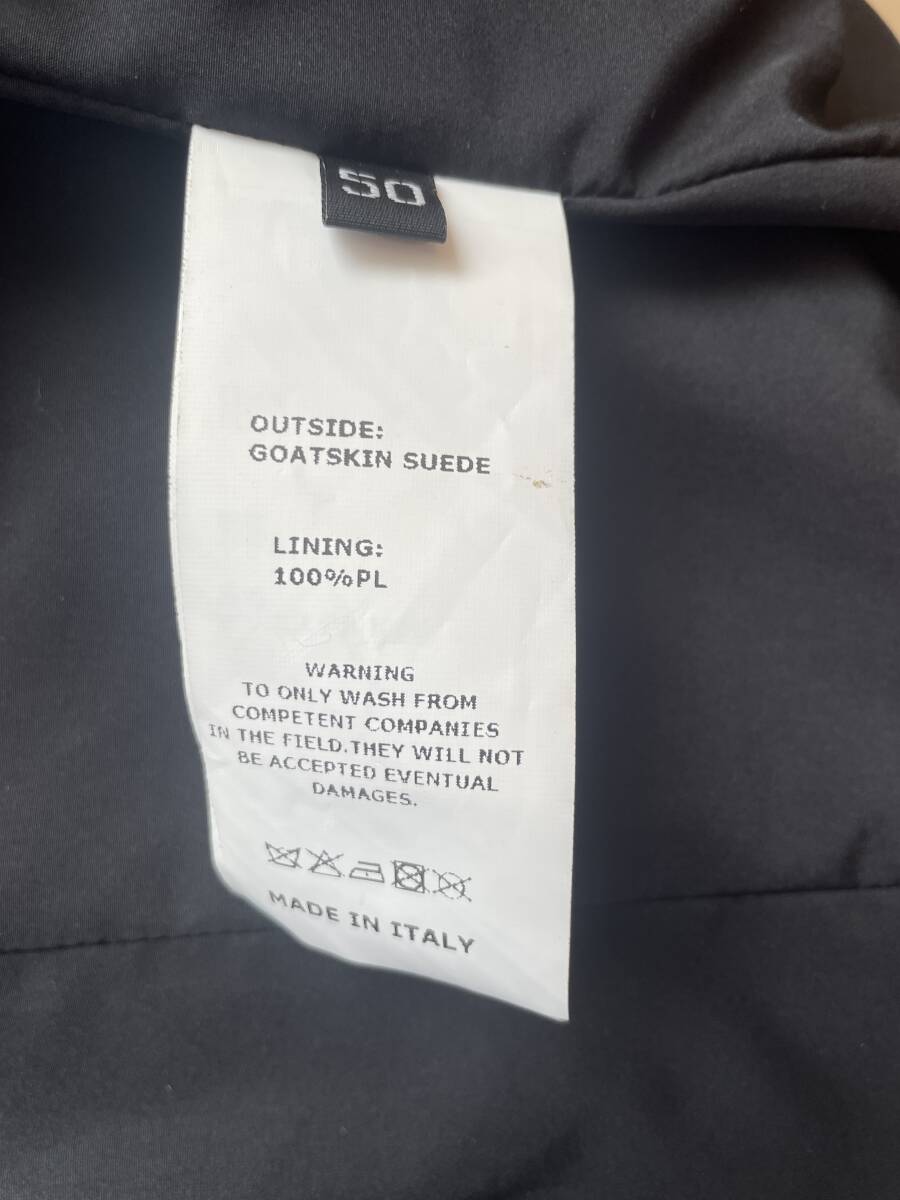 50
OUTSIDE:
GOATSKIN SUEDE
LINING:
100%PL
WARNING
TO ONLY WASH FROM
COMPETENT COMPANIES
IN THE FIELD.THEY WILL NOT
BE ACCEPTED EVENTUAL
DAMAGES.
MADE IN ITALY